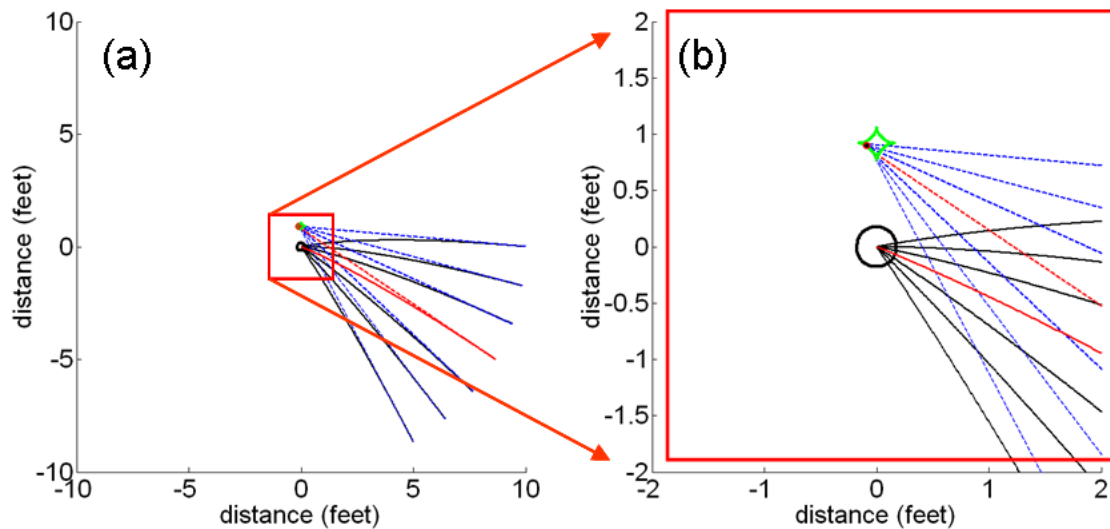 (a)
10
5
0
-5
-10
distance (feet)
-10 -5 0 5 10
distance (feet)
(b)
2
1.5
1
0.5
0
-0.5
-1
-1.5
-2
distance (feet)
-2 -1 0 1 2
distance (feet)